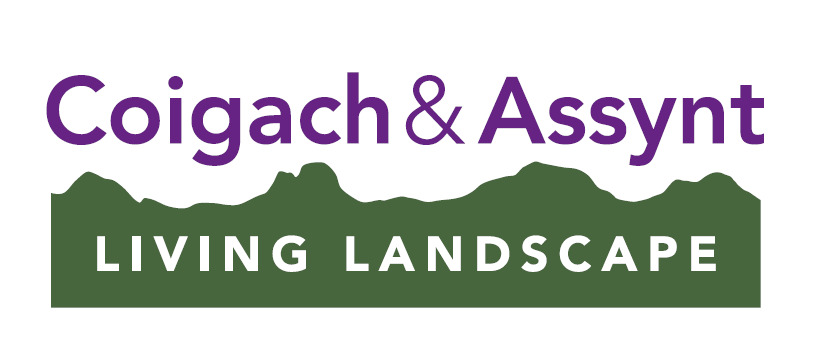 Coigach & Assynt
LIVING LANDSCAPE